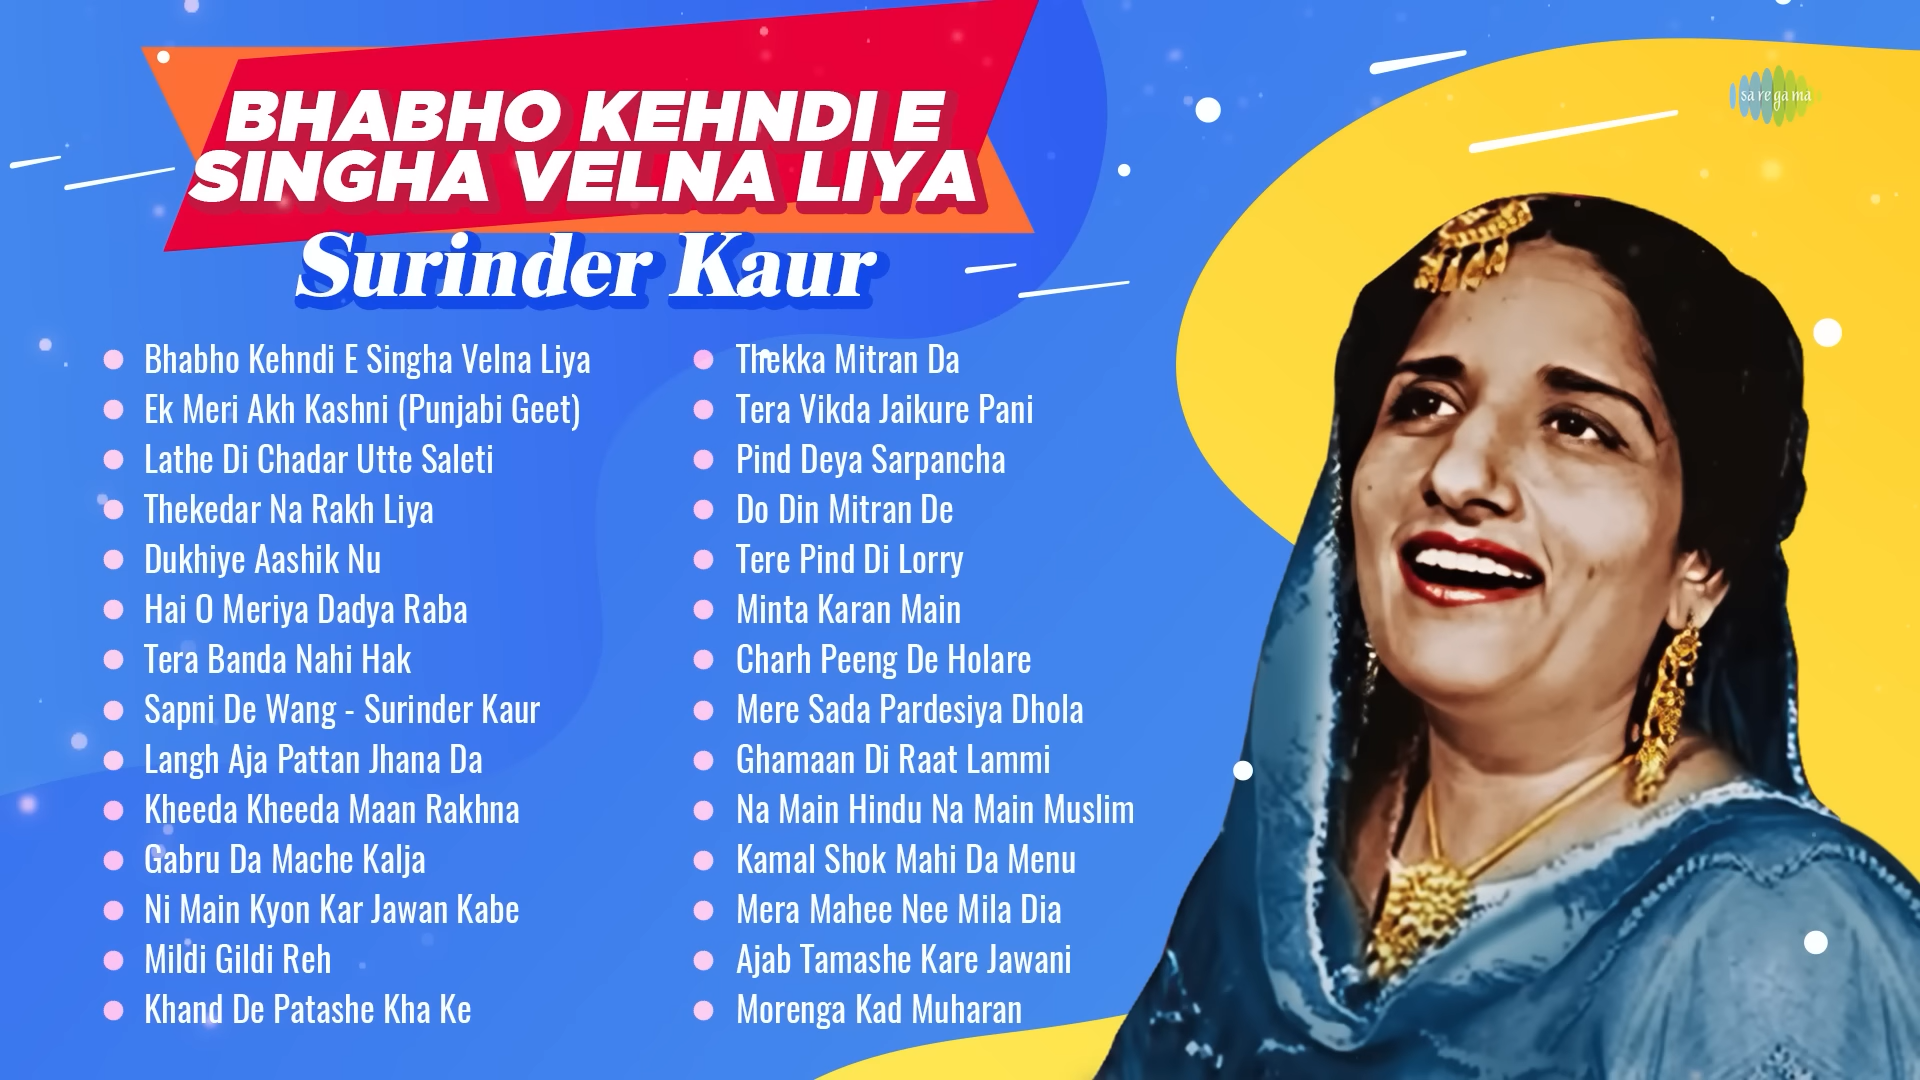 BHABHO KEHNDI E
SINGHA VELNA LIYA
Surinder Kaur
sa re ga ma
Bhabho Kehndi E Singha Velna Liya
Ek Meri Akh Kashni (Punjabi Geet)
Lathe Di Chadar Utte Saleti
Thekedar Na Rakh Liya
Dukhiye Aashik Nu
Hai O Meriya Dadya Raba
Tera Banda Nahi Hak
Sapni De Wang - Surinder Kaur
Langh Aja Pattan Jhana Da
Kheeda Kheeda Maan Rakhna
Gabru Da Mache Kalja
Ni Main Kyon Kar Jawan Kabe
Mildi Gildi Reh
Khand De Patashe Kha Ke
Thekka Mitran Da
Tera Vikda Jaikure Pani
Pind Deya Sarpancha
Do Din Mitran De
Tere Pind Di Lorry
Minta Karan Main
Charh Peeng De Holare
Mere Sada Pardesiya Dhola
Ghamaan Di Raat Lammi
Na Main Hindu Na Main Muslim
Kamal Shok Mahi Da Menu
Mera Mahee Nee Mila Dia
Ajab Tamashe Kare Jawani
Morenga Kad Muharan